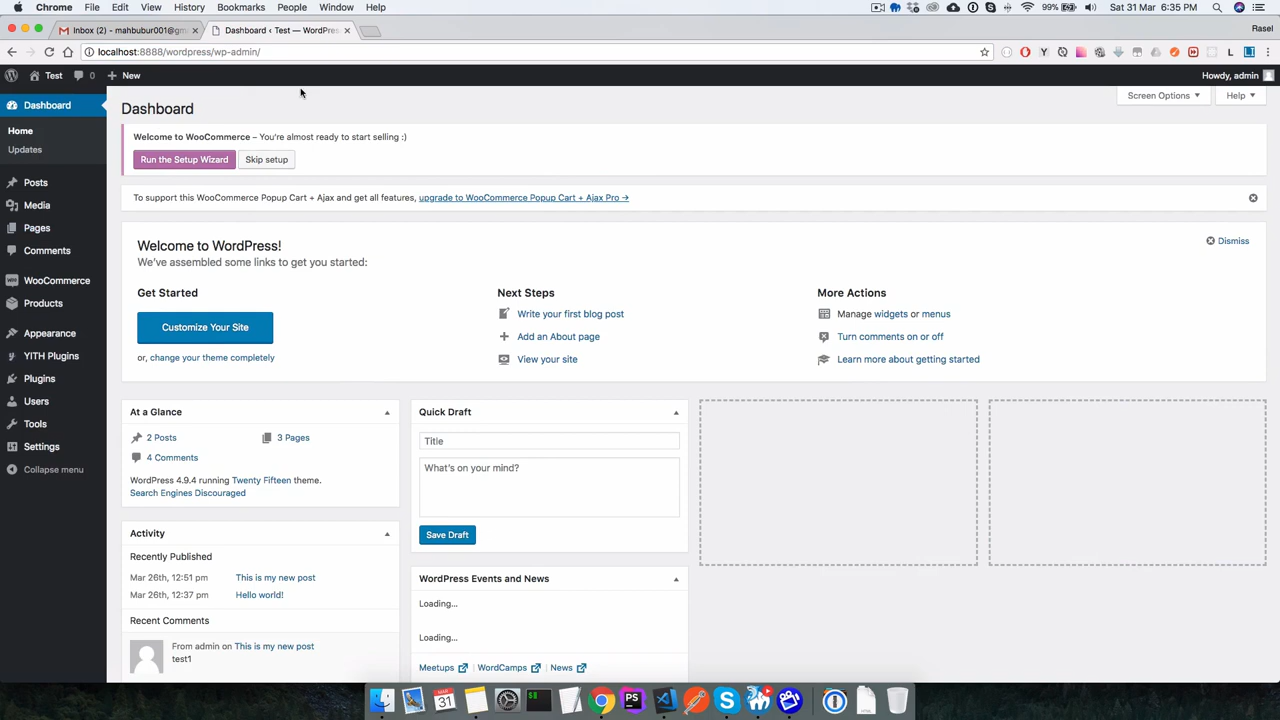 Chrome File Edit View History Bookmarks People Window Help
99% Sat 31 Mar 6:35 PM
Inbox (2) - mahbubur001@gm
Dashboard ‹ Test — WordPres
Rasel
localhost:8888/wordpress/wp-admin/
Test 0 New
Howdy, admin
Dashboard
Home
Updates
Posts
Media
Pages
Comments
WooCommerce
Products
Appearance
YITH Plugins
Plugins
Users
Tools
Settings
Collapse menu
Screen Options Help
Dashboard
Welcome to WooCommerce – You're almost ready to start selling :)
Run the Setup Wizard Skip setup
To support this WooCommerce Popup Cart + Ajax and get all features, upgrade to WooCommerce Popup Cart + Ajax Pro →
Welcome to WordPress!
Dismiss
We've assembled some links to get you started:
Get Started
Customize Your Site
or, change your theme completely
Next Steps
Write your first blog post
Add an About page
View your site
More Actions
Manage widgets or menus
Turn comments on or off
Learn more about getting started
At a Glance
2 Posts 3 Pages
4 Comments
WordPress 4.9.4 running Twenty Fifteen theme.
Search Engines Discouraged
Activity
Recently Published
Mar 26th, 12:51 pm This is my new post
Mar 26th, 12:37 pm Hello world!
Recent Comments
From admin on This is my new post
test1
Quick Draft
Title
What's on your mind?
Save Draft
WordPress Events and News
Loading...
Loading...
Meetups | WordCamps | News